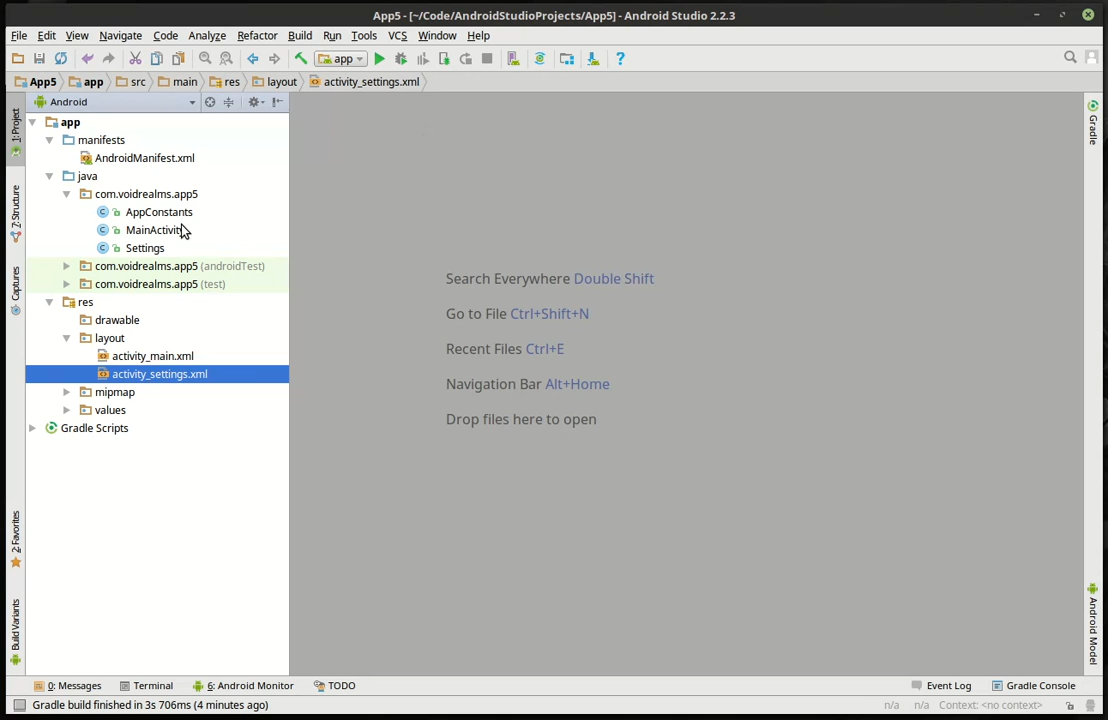 App5 - [~/Code/AndroidStudioProjects/App5] - Android Studio 2.2.3
File Edit View Navigate Code Analyze Refactor Build Run Tools VCS Window Help
app
App5 app src main res layout activity_settings.xml
1: Project
7: Structure
Captures
2: Favorites
Build Variants
Android
app
manifests
AndroidManifest.xml
java
com.voidrealms.app5
AppConstants
MainActivity
Settings
com.voidrealms.app5 (androidTest)
com.voidrealms.app5 (test)
res
drawable
layout
activity_main.xml
activity_settings.xml
mipmap
values
Gradle Scripts
Search Everywhere Double Shift
Go to File Ctrl+Shift+N
Recent Files Ctrl+E
Navigation Bar Alt+Home
Drop files here to open
Gradle
Android Model
0: Messages Terminal 6: Android Monitor TODO Event Log Gradle Console
Gradle build finished in 3s 706ms (4 minutes ago) n/a n/a Context: <no context>